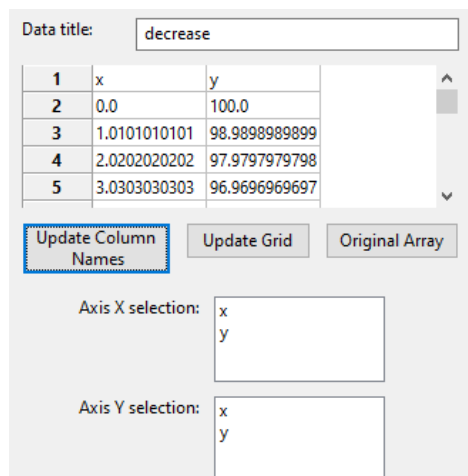 Data title: decrease
1 x y
2 0.0 100.0
3 1.0101010101 98.9898989899
4 2.0202020202 97.9797979798
5 3.0303030303 96.9696969697
Update Column Names Update Grid Original Array
Axis X selection: x
y
Axis Y selection: x
y